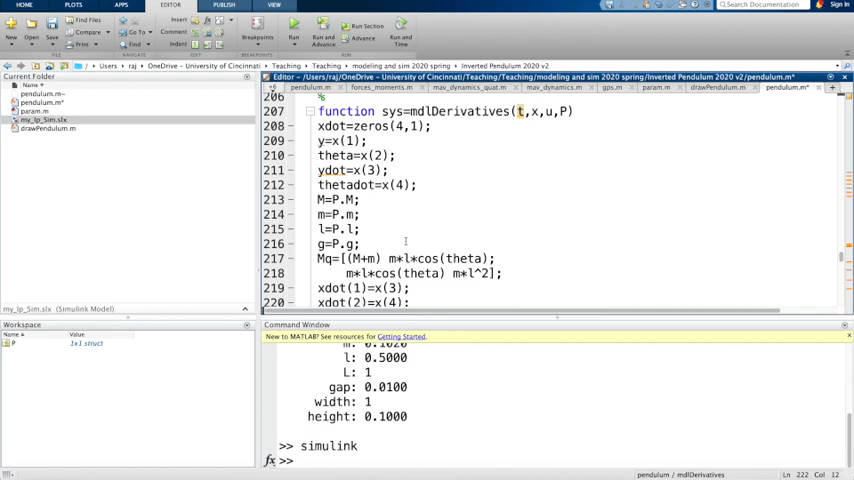 HOME PLOTS APPS EDITOR PUBLISH VIEW Search Documentation Sign In
New Open Save Find Files Compare Print Go To Find Insert Comment Indent Breakpoints Run Run and Advance Run Section Advance Run and Time
FILE NAVIGATE EDIT BREAKPOINTS RUN
/ Users raj OneDrive - University of Cincinnati Teaching Teaching modeling and sim 2020 spring Inverted Pendulum 2020 v2
Current Folder
Name
pendulum.m~
pendulum.m*
param.m
my_Ip_Sim.slx
drawPendulum.m
my_Ip_Sim.slx (Simulink Model)
Workspace
Name Value
P 1x1 struct
Editor - /Users/raj/OneDrive - University of Cincinnati/Teaching/Teaching/modeling and sim 2020 spring/Inverted Pendulum 2020 v2/pendulum.m*
pendulum.m forces_moments.m mav_dynamics_quat.m mav_dynamics.m gps.m param.m drawPendulum.m pendulum.m*
206 %
207 function sys=mdlDerivatives(t,x,u,P)
208 xdot=zeros(4,1);
209 y=x(1);
210 theta=x(2);
211 ydot=x(3);
212 thetadot=x(4);
213 M=P.M;
214 m=P.m;
215 l=P.l;
216 g=P.g;
217 Mq=[(M+m) m*l*cos(theta);
218 m*l*cos(theta) m*l^2];
219 xdot(1)=x(3);
220 xdot(2)=x(4);
Command Window
New to MATLAB? See resources for Getting Started.
m: 0.1020
l: 0.5000
L: 1
gap: 0.0100
width: 1
height: 0.1000
>> simulink
fx >>
pendulum / mdlDerivatives Ln 222 Col 12